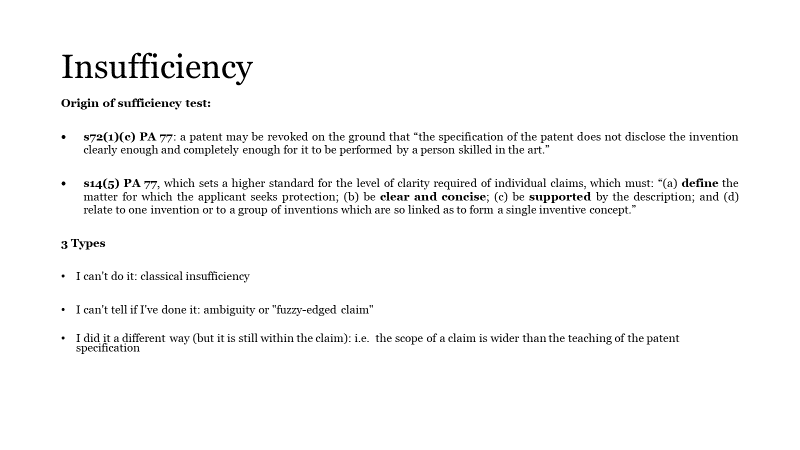 Insufficiency
Origin of sufficiency test:
• s72(1)(c) PA 77: a patent may be revoked on the ground that “the specification of the patent does not disclose the invention
clearly enough and completely enough for it to be performed by a person skilled in the art.”
• s14(5) PA 77, which sets a higher standard for the level of clarity required of individual claims, which must: “(a) define the
matter for which the applicant seeks protection; (b) be clear and concise; (c) be supported by the description; and (d)
relate to one invention or to a group of inventions which are so linked as to form a single inventive concept.”
3 Types
• I can't do it: classical insufficiency
• I can't tell if I've done it: ambiguity or "fuzzy-edged claim"
• I did it a different way (but it is still within the claim): i.e. the scope of a claim is wider than the teaching of the patent
specification